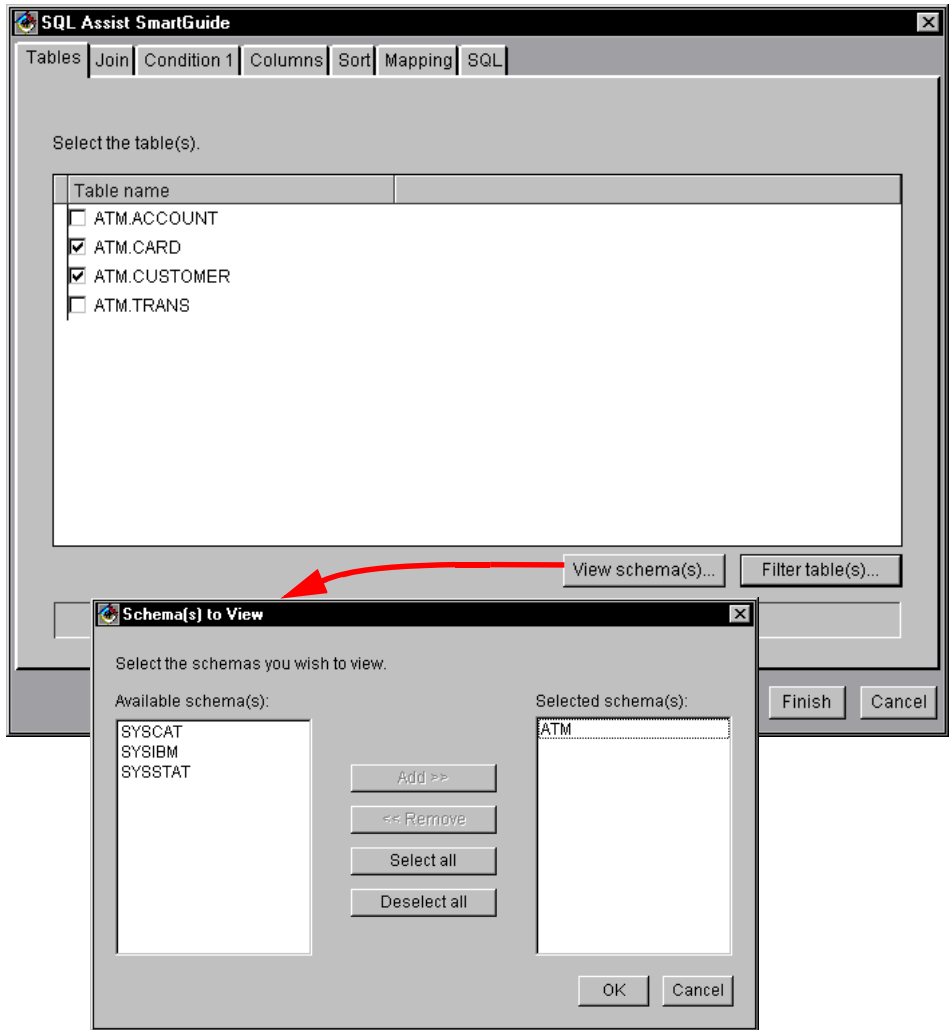 SQL Assist SmartGuide
Tables Join Condition 1 Columns Sort Mapping SQL
Select the table(s).
Table name
ATM.ACCOUNT
ATM.CARD
ATM.CUSTOMER
ATM.TRANS
View schema(s)... Filter table(s)...
Finish Cancel
Schema(s) to View
Select the schemas you wish to view.
Available schema(s):
SYSCAT
SYSIBM
SYSSTAT
Add >>
<< Remove
Select all
Deselect all
Selected schema(s):
ATM
OK Cancel